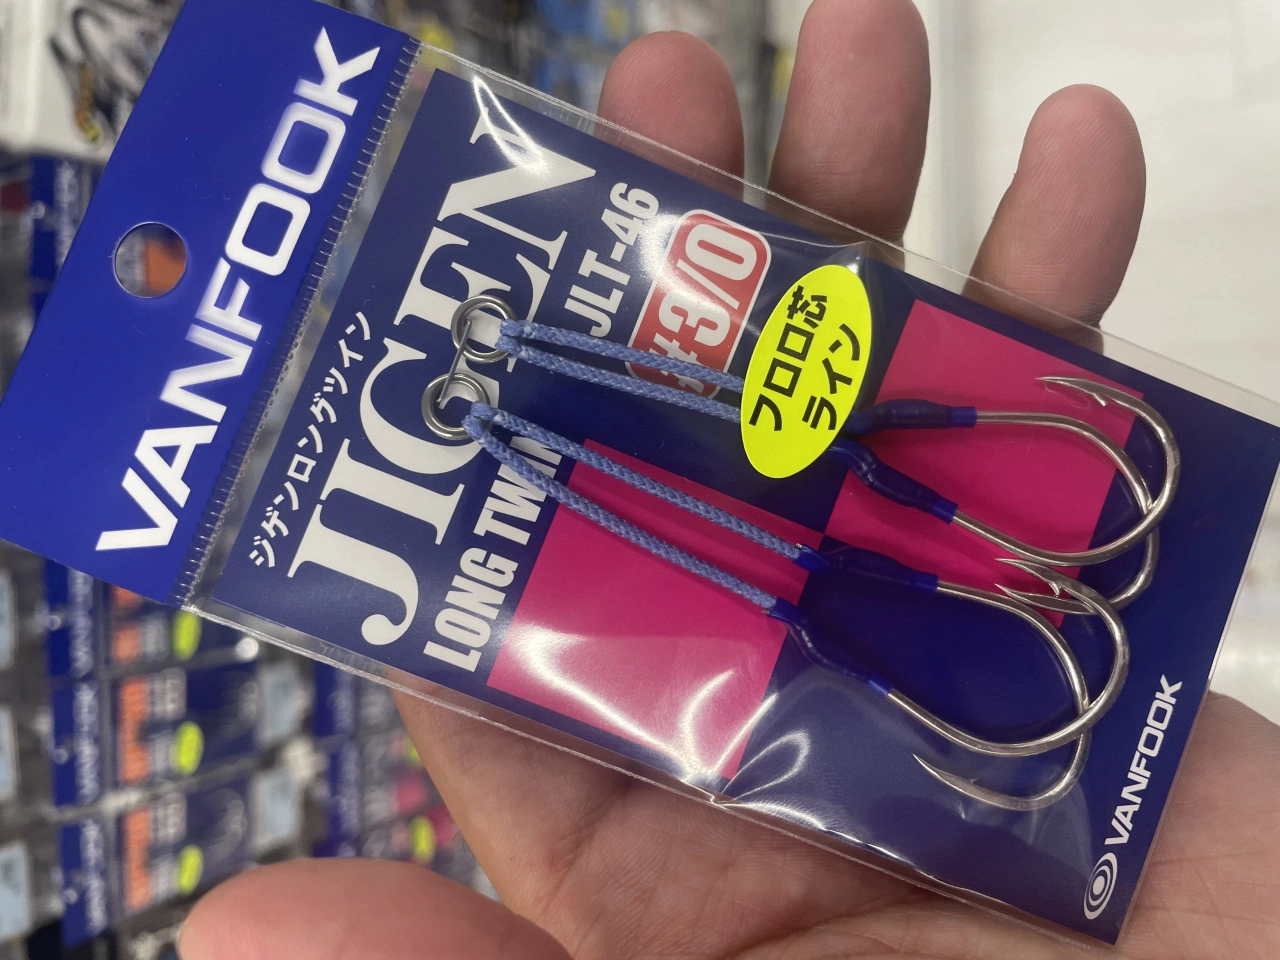 VANFOOK
ジゲンロングツイン
JIGEN
LONG TWIN
JLT-46
#3/0
フロロ芯
ライン
VANFOOK